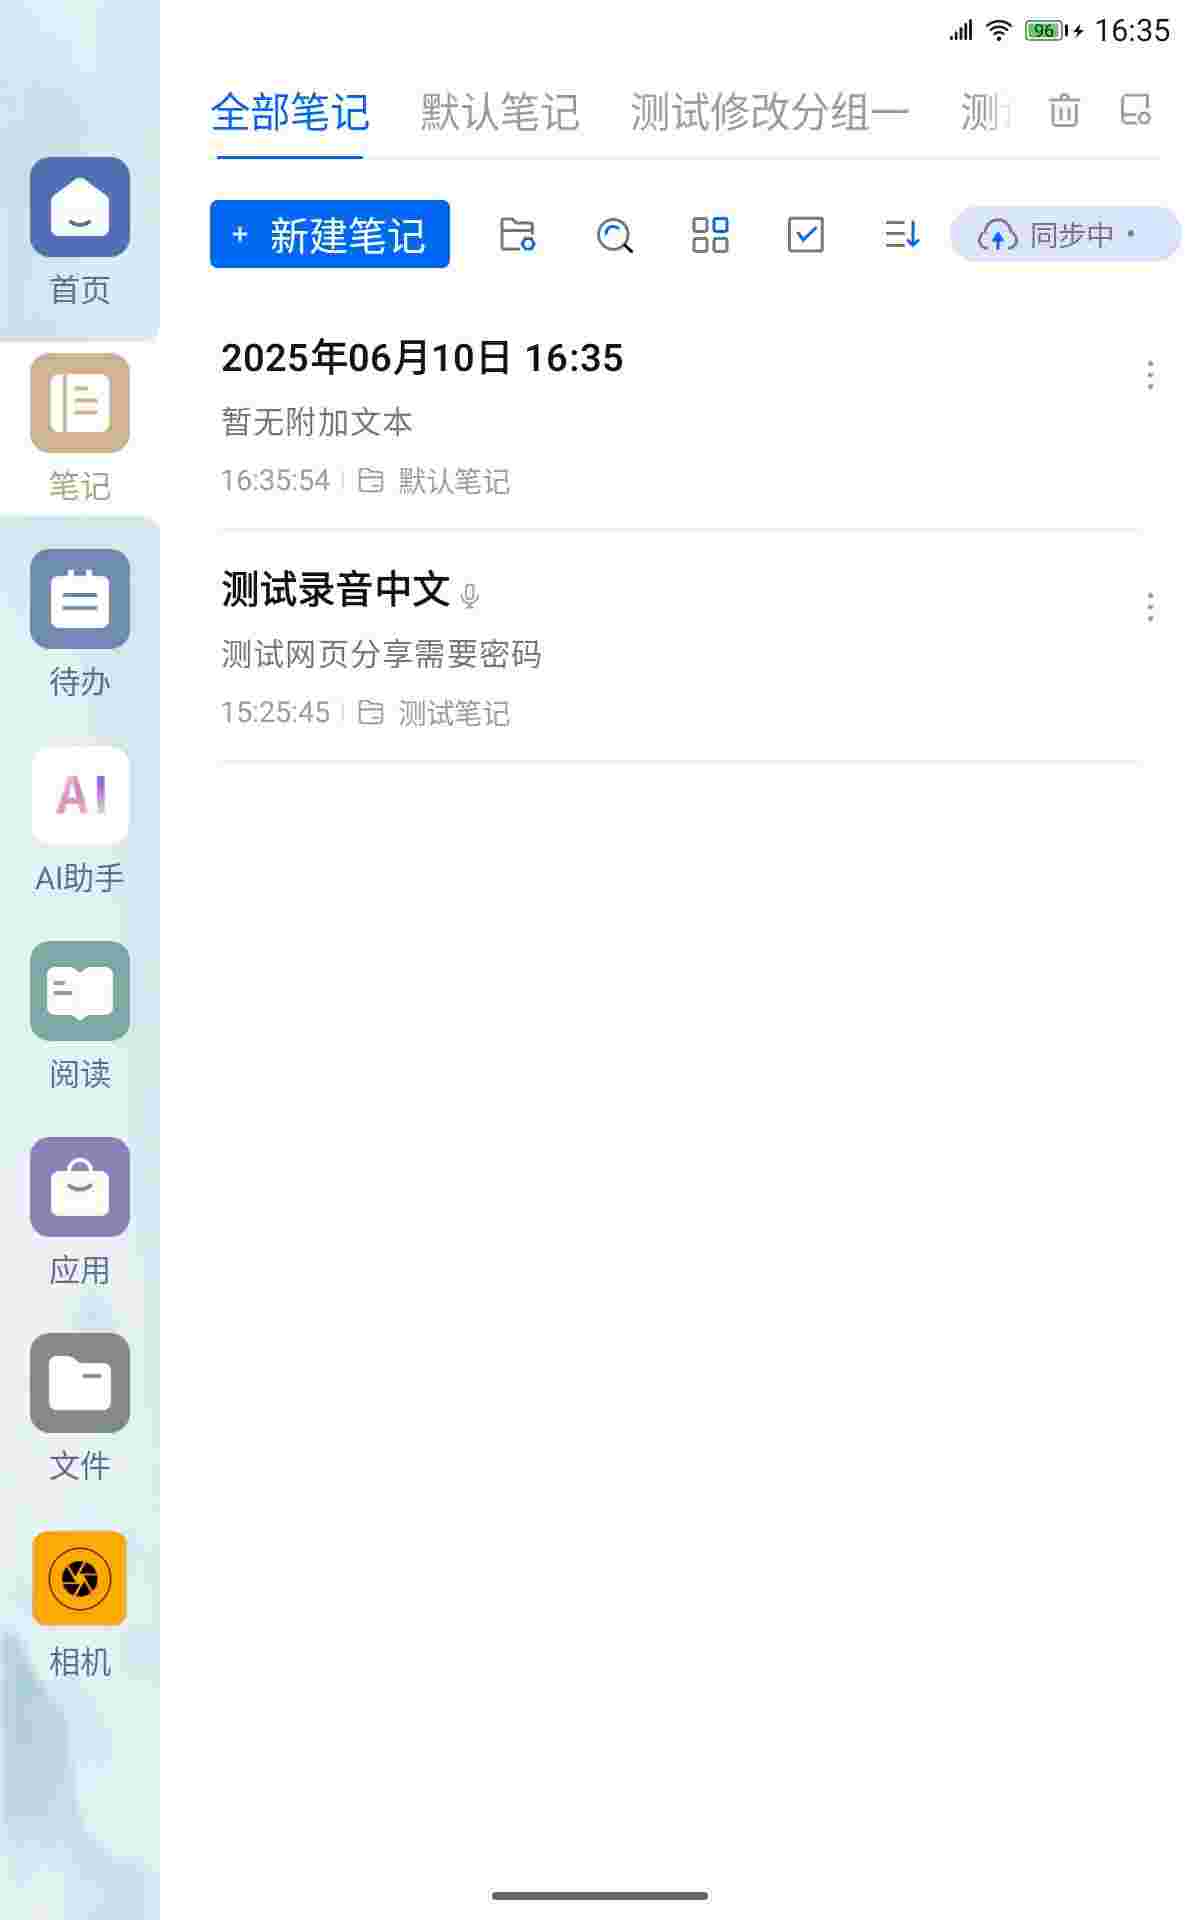 96 16:35
全部笔记 默认笔记 测试修改分组一 测
+ 新建笔记 同步中 ·
首页
笔记
待办
AI
AI助手
阅读
应用
文件
相机
2025年06月10日 16:35
暂无附加文本
16:35:54 默认笔记
测试录音中文
测试网页分享需要密码
15:25:45 测试笔记